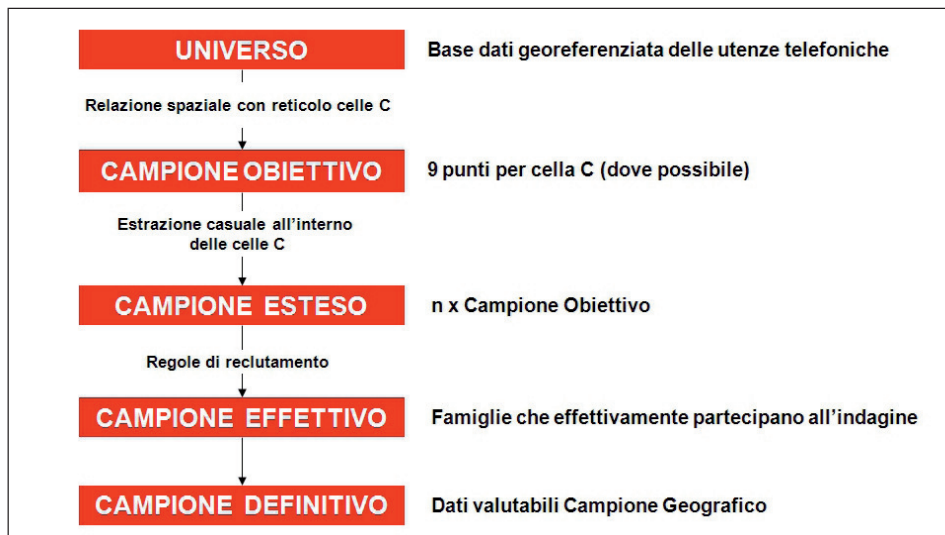 UNIVERSO
Base dati georeferenziata delle utenze telefoniche
Relazione spaziale con reticolo celle C
CAMPIONE OBIETTIVO
9 punti per cella C (dove possibile)
Estrazione casuale all'interno
delle celle C
CAMPIONE ESTESO
n x Campione Obiettivo
Regole di reclutamento
CAMPIONE EFFETTIVO
Famiglie che effettivamente partecipano all'indagine
CAMPIONE DEFINITIVO
Dati valutabili Campione Geografico